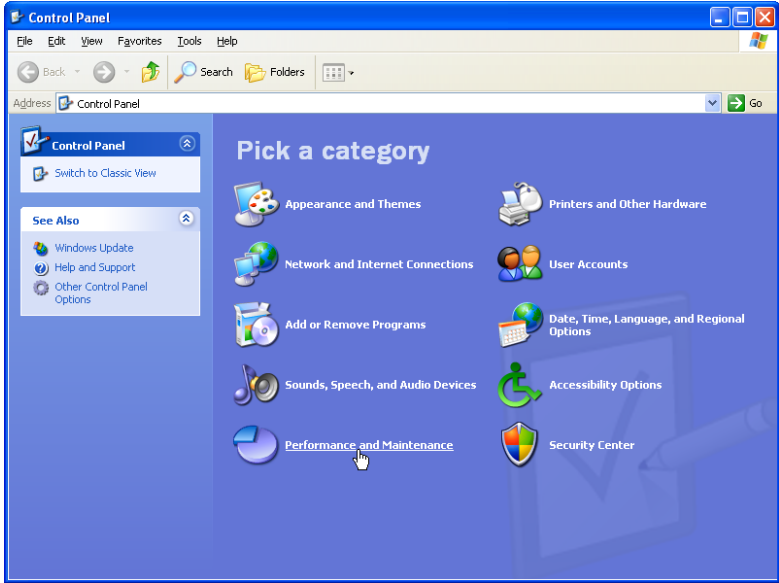 Control Panel
File Edit View Favorites Tools Help
Back Search Folders
Address Control Panel Go
Control Panel
Switch to Classic View
See Also
Windows Update
Help and Support
Other Control Panel
Options
Pick a category
Appearance and Themes
Printers and Other Hardware
Network and Internet Connections
User Accounts
Add or Remove Programs
Date, Time, Language, and Regional
Options
Sounds, Speech, and Audio Devices
Accessibility Options
Performance and Maintenance
Security Center